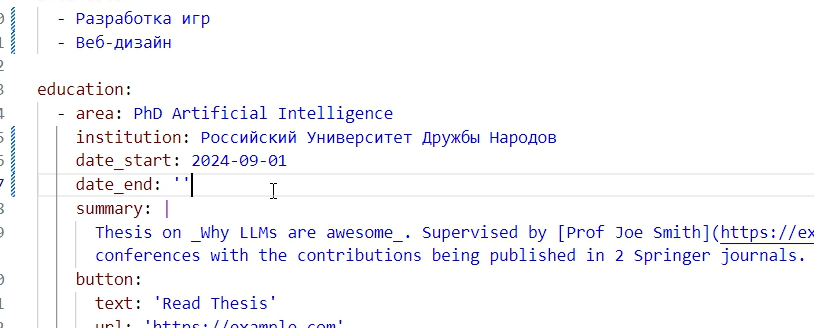 - Разработка игр
- Веб-дизайн
education:
- area: PhD Artificial Intelligence
institution: Российский Университет Дружбы Народов
date_start: 2024-09-01
date_end: ''
summary: |
Thesis on _Why LLMs are awesome_. Supervised by [Prof Joe Smith](https://ex
conferences with the contributions being published in 2 Springer journals.
button:
text: 'Read Thesis'
url: 'https://example.com'